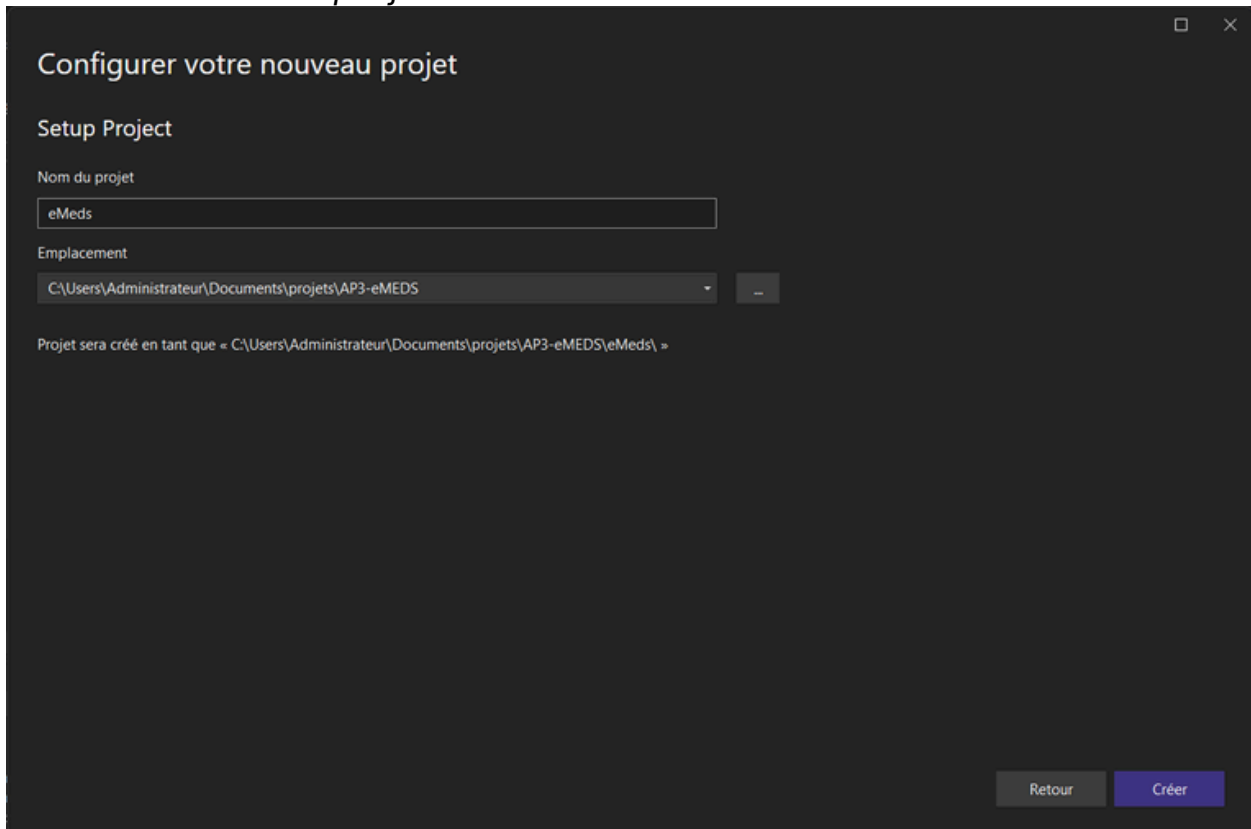 Configurer votre nouveau projet
Setup Project
Nom du projet
eMeds
Emplacement
C:\Users\Administrateur\Documents\projets\AP3-eMEDS
...
Projet sera créé en tant que « C:\Users\Administrateur\Documents\projets\AP3-eMEDS\eMeds\ »
Retour Créer